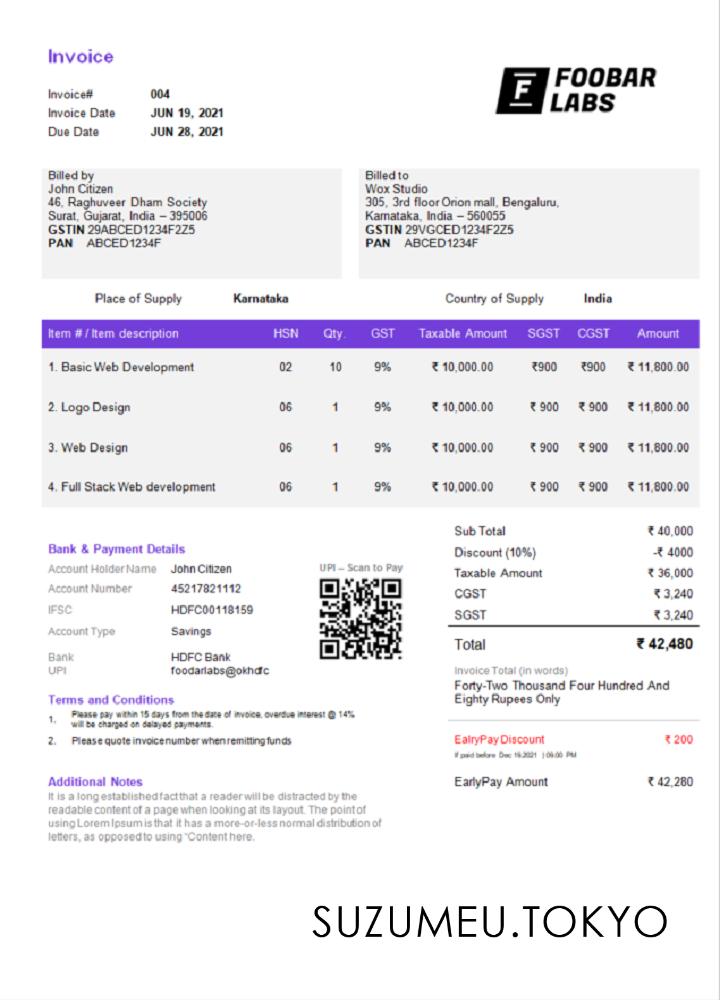 Invoice
FOOBAR
LABS
Invoice# 004
Invoice Date JUN 19, 2021
Due Date JUN 28, 2021
Billed by
John Citizen
46, Raghuveer Dham Society
Surat, Gujarat, India – 395006
GSTIN 29ABCED1234F2Z5
PAN ABCED1234F
Billed to
Wox Studio
305, 3rd floor Orion mall, Bengaluru,
Karnataka, India – 560055
GSTIN 29VGCED1234F2Z5
PAN ABCED1234F
Place of Supply Karnataka Country of Supply India
Item # / Item description HSN Qty. GST Taxable Amount SGST CGST Amount
1. Basic Web Development 02 10 9% ₹ 10,000.00 ₹900 ₹900 ₹ 11,800.00
2. Logo Design 06 1 9% ₹ 10,000.00 ₹ 900 ₹ 900 ₹ 11,800.00
3. Web Design 06 1 9% ₹ 10,000.00 ₹ 900 ₹ 900 ₹ 11,800.00
4. Full Stack Web development 06 1 9% ₹ 10,000.00 ₹ 900 ₹ 900 ₹ 11,800.00
Bank & Payment Details
Account Holder Name John Citizen
Account Number 45217821112
IFSC HDFC00118159
Account Type Savings
Bank HDFC Bank
UPI foodarlabs@okhdfc
UPI – Scan to Pay
Sub Total ₹ 40,000
Discount (10%) -₹ 4000
Taxable Amount ₹ 36,000
CGST ₹ 3,240
SGST ₹ 3,240
Total ₹ 42,480
Invoice Total (in words)
Forty-Two Thousand Four Hundred And
Eighty Rupees Only
EalryPay Discount ₹ 200
If paid before Dec 19,2021 | 06:00 PM
EarlyPay Amount ₹ 42,280
Terms and Conditions
1. Please pay within 15 days from the date of invoice, overdue interest @ 14%
will be charged on delayed payments.
2. Please quote invoice number when remitting funds
Additional Notes
It is a long established fact that a reader will be distracted by the
readable content of a page when looking at its layout. The point of
using Lorem Ipsum is that it has a more-or-less normal distribution of
letters, as opposed to using 'Content here.
SUZUMEU.TOKYO